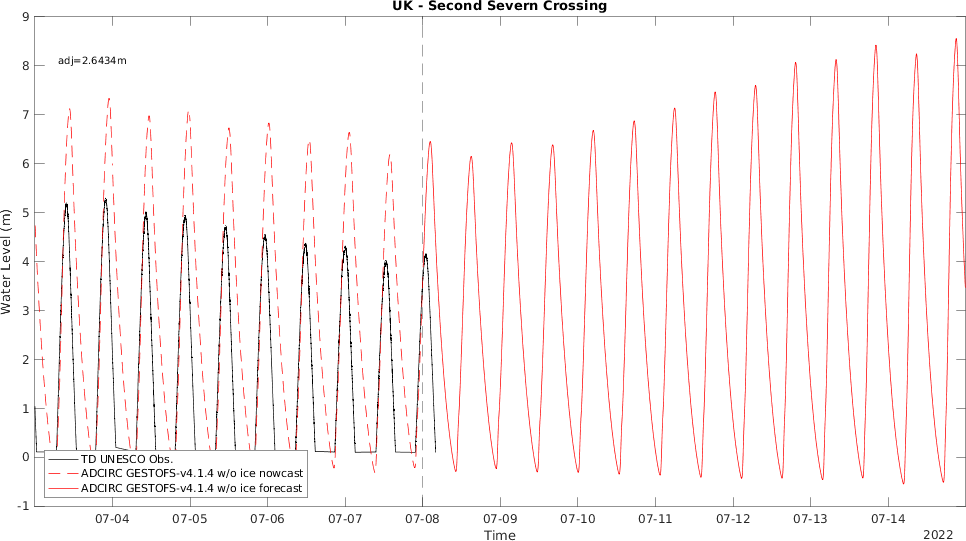 UK - Second Severn Crossing
9
8
7
6
5
4
3
2
1
0
-1
Water Level (m)
adj=2.6434m
TD UNESCO Obs.
ADCIRC GESTOFS-v4.1.4 w/o ice nowcast
ADCIRC GESTOFS-v4.1.4 w/o ice forecast
07-04 07-05 07-06 07-07 07-08 07-09 07-10 07-11 07-12 07-13 07-14
Time
2022